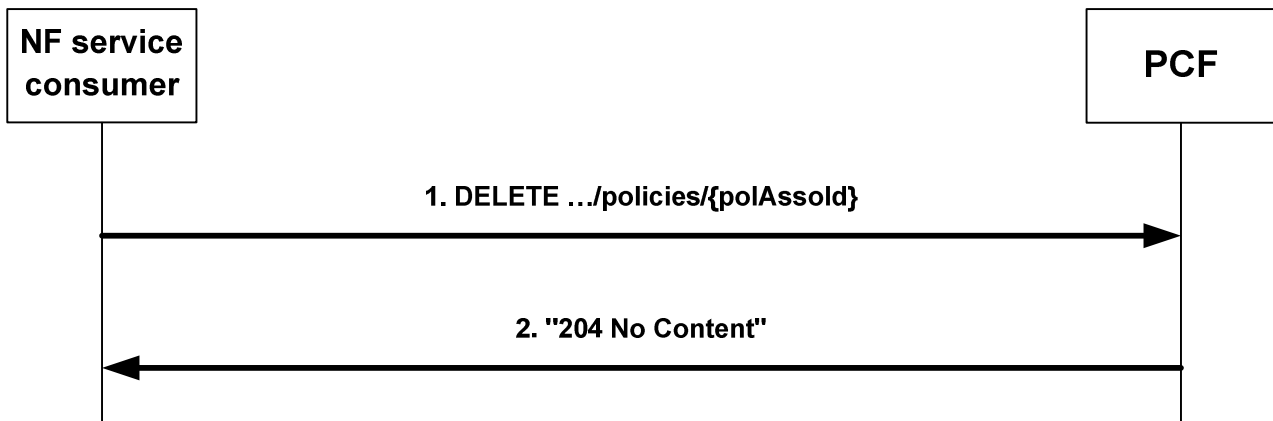 NF service
consumer
PCF
1. DELETE …/policies/{polAssoId}
2. "204 No Content"